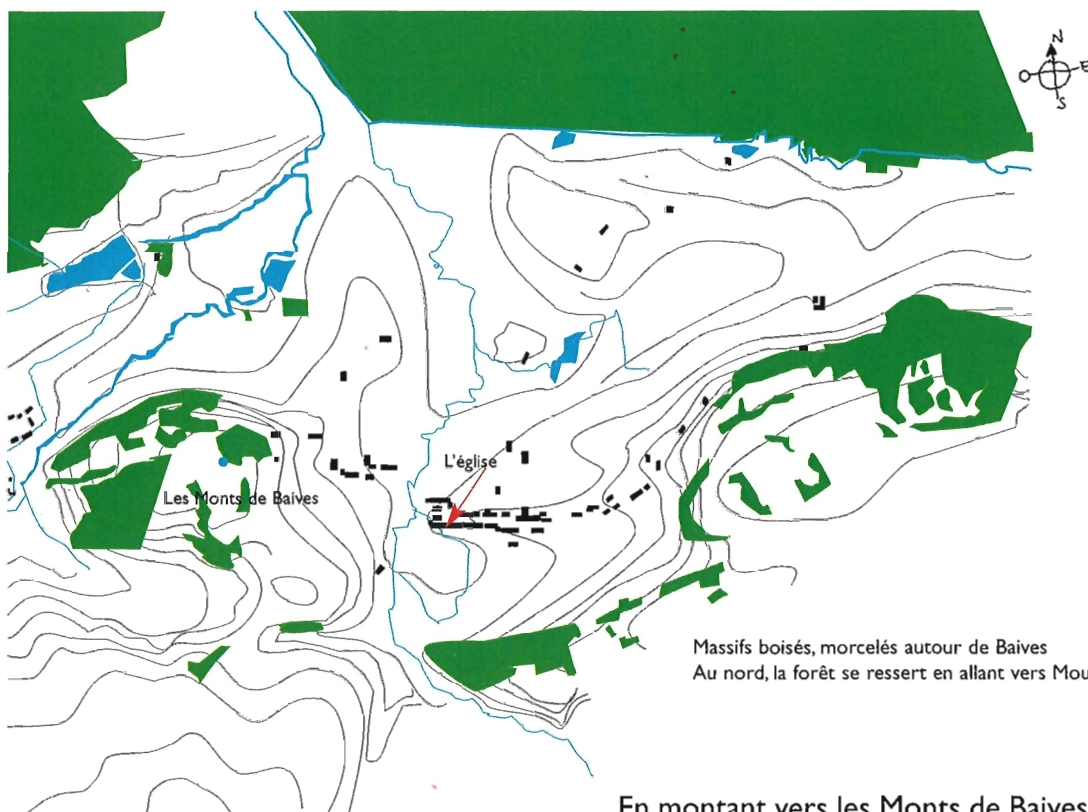 N
O
E
S
L'église
Les Monts de Baives
Massifs boisés, morcelés autour de Baives
Au nord, la forêt se ressert en allant vers Mou
En montant vers les Monts de Baives